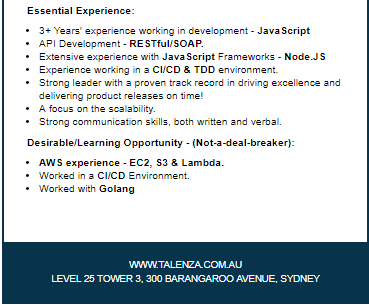 Essential Experience:
• 3+ Years' experience working in development - JavaScript
• API Development - RESTful/SOAP.
• Extensive experience with JavaScript Frameworks - Node.JS
• Experience working in a CI/CD & TDD environment.
• Strong leader with a proven track record in driving excellence and
delivering product releases on time!
• A focus on the scalability.
• Strong communication skills, both written and verbal.
Desirable/Learning Opportunity - (Not-a-deal-breaker):
• AWS experience - EC2, S3 & Lambda.
• Worked in a CI/CD Environment.
• Worked with Golang
WWW.TALENZA.COM.AU
LEVEL 25 TOWER 3, 300 BARANGAROO AVENUE, SYDNEY